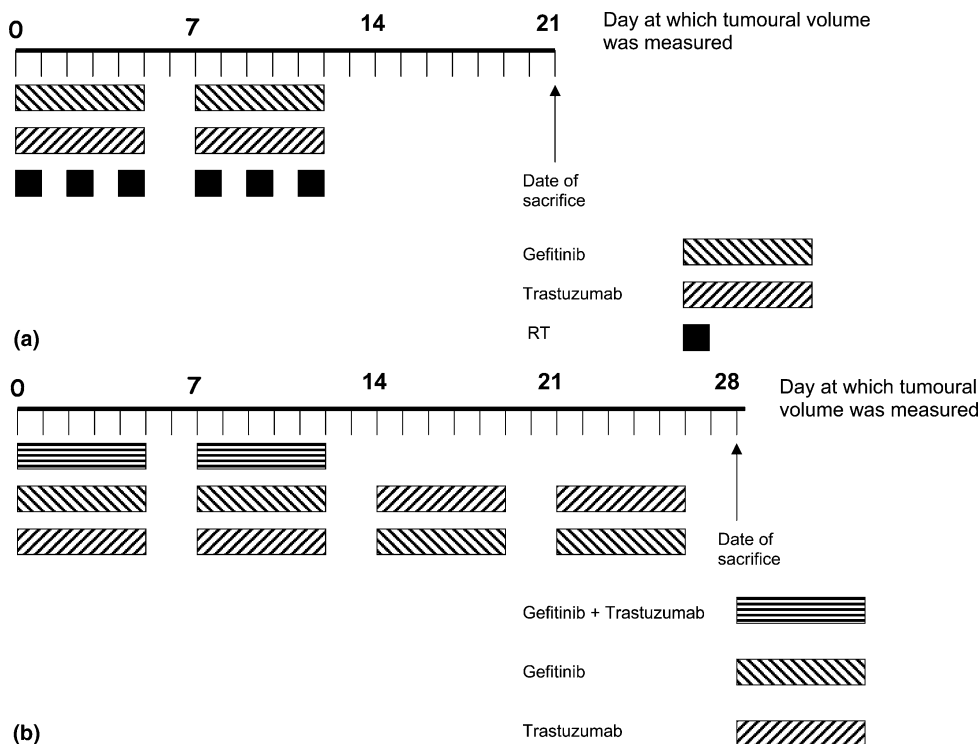 0 7 14 21
Day at which tumoural volume
was measured
Date of
sacrifice
Gefitinib
Trastuzumab
RT
(a)
0 7 14 21 28
Day at which tumoural
volume was measured
Date of
sacrifice
Gefitinib + Trastuzumab
Gefitinib
Trastuzumab
(b)